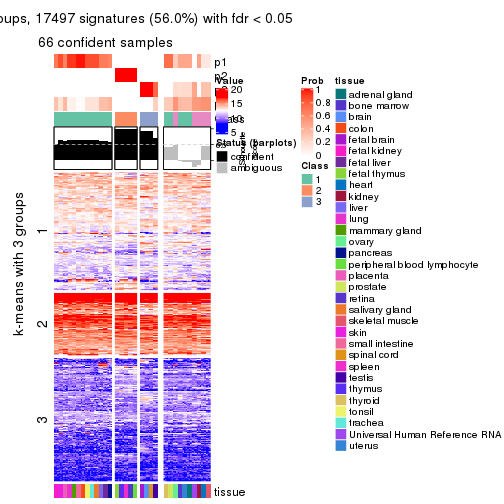 oups, 17497 signatures (56.0%) with fdr < 0.05
66 confident samples
p1
p2
Value
20
15
10
5
Status (barplots)
confident
ambiguous
1
2
3
k-means with 3 groups
tissue
Prob
1
0.8
0.6
0.4
0.2
0
Class
1
2
3
tissue
adrenal gland
bone marrow
brain
colon
fetal brain
fetal kidney
fetal liver
fetal thymus
heart
kidney
liver
lung
mammary gland
ovary
pancreas
peripheral blood lymphocyte
placenta
prostate
retina
salivary gland
skeletal muscle
skin
small intestine
spinal cord
spleen
testis
thymus
thyroid
tonsil
trachea
Universal Human Reference RNA
uterus